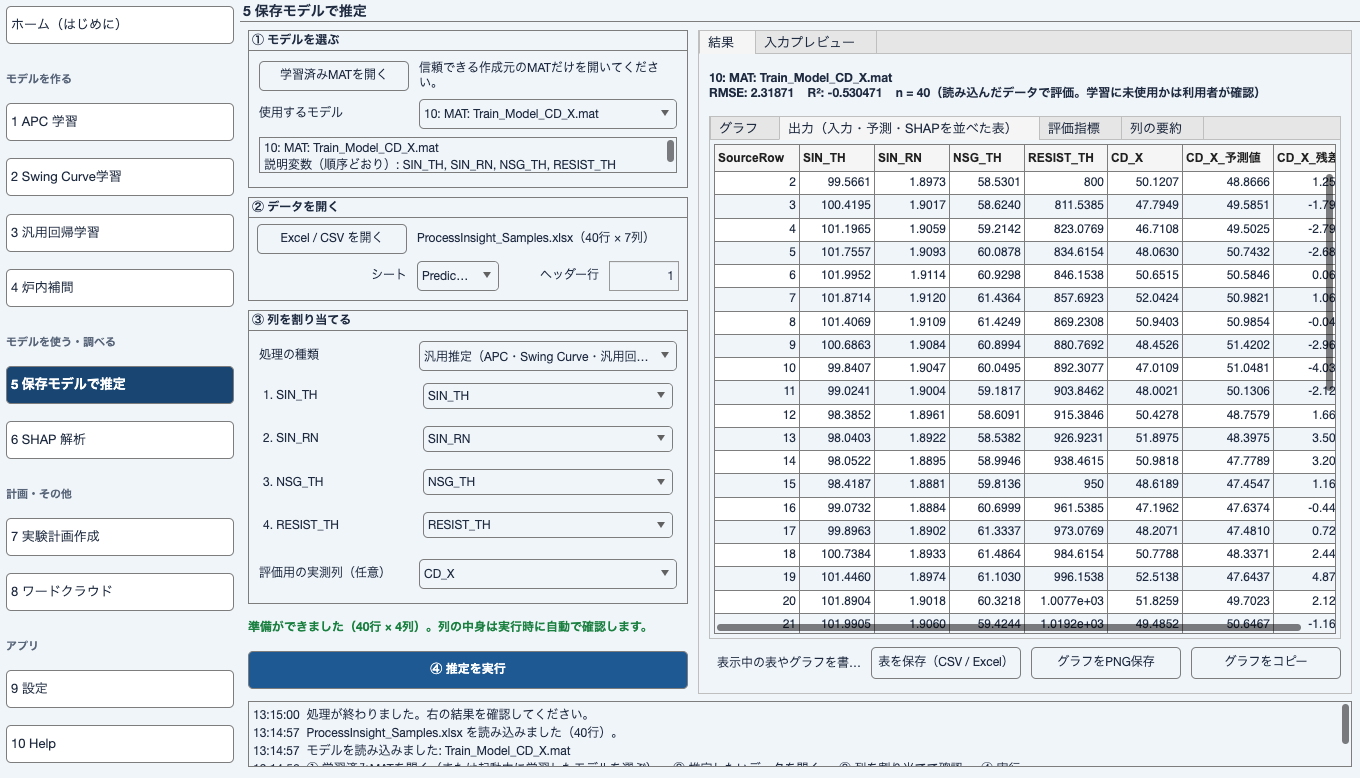 ホーム（はじめに）
モデルを作る
1 APC 学習
2 Swing Curve学習
3 汎用回帰学習
4 炉内補間
モデルを使う・調べる
5 保存モデルで推定
6 SHAP 解析
計画・その他
7 実験計画作成
8 ワードクラウド
アプリ
9 設定
10 Help
5 保存モデルで推定
① モデルを選ぶ
学習済みMATを開く
信頼できる作成元のMATだけを開いてくださ
い。
使用するモデル
10: MAT: Train_Model_CD_X.mat
10: MAT: Train_Model_CD_X.mat
説明変数（順序どおり）: SIN_TH, SIN_RN, NSG_TH, RESIST_TH
② データを開く
Excel / CSV を開く
ProcessInsight_Samples.xlsx（40行 × 7列）
シート
Predic...
ヘッダー行
1
③ 列を割り当てる
処理の種類
汎用推定（APC・Swing Curve・汎用回...
1. SIN_TH
SIN_TH
2. SIN_RN
SIN_RN
3. NSG_TH
NSG_TH
4. RESIST_TH
RESIST_TH
評価用の実測列（任意）
CD_X
準備ができました（40行 × 4列）。列の中身は実行時に自動で確認します。
④ 推定を実行
結果
入力プレビュー
10: MAT: Train_Model_CD_X.mat
RMSE: 2.31871 R²: -0.530471 n = 40（読み込んだデータで評価。学習に未使用かは利用者が確認）
グラフ
出力（入力・予測・SHAPを並べた表）
評価指標
列の要約
SourceRow SIN_TH SIN_RN NSG_TH RESIST_TH CD_X CD_X_予測値 CD_X_残差
2 99.5661 1.8973 58.5301 800 50.1207 48.8666 1.25
3 100.4195 1.9017 58.6240 811.5385 47.7949 49.5851 -1.79
4 101.1965 1.9059 59.2142 823.0769 46.7108 49.5025 -2.79
5 101.7557 1.9093 60.0878 834.6154 48.0630 50.7432 -2.68
6 101.9952 1.9114 60.9298 846.1538 50.6515 50.5846 0.06
7 101.8714 1.9120 61.4364 857.6923 52.0424 50.9821 1.06
8 101.4069 1.9109 61.4249 869.2308 50.9403 50.9854 -0.04
9 100.6863 1.9084 60.8994 880.7692 48.4526 51.4202 -2.96
10 99.8407 1.9047 60.0495 892.3077 47.0109 51.0481 -4.03
11 99.0241 1.9004 59.1817 903.8462 48.0021 50.1306 -2.12
12 98.3852 1.8961 58.6091 915.3846 50.4278 48.7579 1.66
13 98.0403 1.8922 58.5382 926.9231 51.8975 48.3975 3.50
14 98.0522 1.8895 58.9946 938.4615 50.9818 47.7789 3.20
15 98.4187 1.8881 59.8136 950 48.6189 47.4547 1.16
16 99.0732 1.8884 60.6999 961.5385 47.1962 47.6374 -0.44
17 99.8963 1.8902 61.3337 973.0769 48.2071 47.4810 0.72
18 100.7384 1.8933 61.4864 984.6154 50.7788 48.3371 2.44
19 101.4460 1.8974 61.1030 996.1538 52.5138 47.6437 4.87
20 101.8904 1.9018 60.3218 1.0077e+03 51.8259 49.7023 2.12
21 101.9905 1.9060 59.4244 1.0192e+03 49.4852 50.6467 -1.16
表示中の表やグラフを書...
表を保存（CSV / Excel）
グラフをPNG保存
グラフをコピー
13:15:00 処理が終わりました。右の結果を確認してください。
13:14:57 ProcessInsight_Samples.xlsx を読み込みました（40行）。
13:14:57 モデルを読み込みました: Train_Model_CD_X.mat